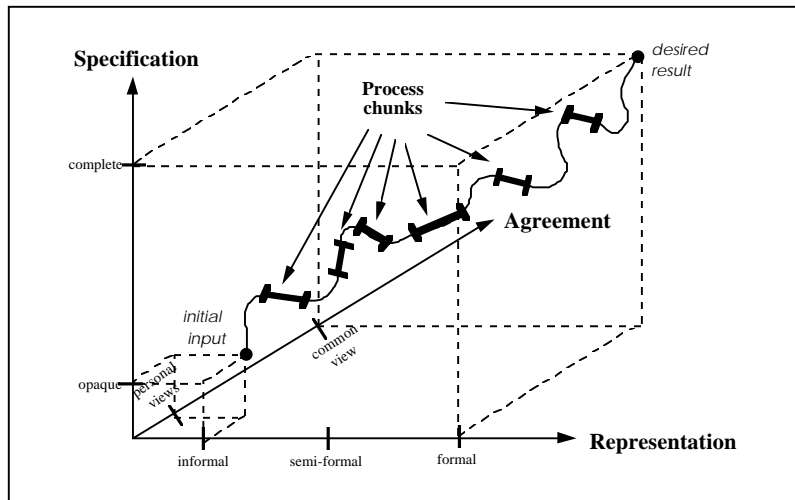 Specification
desired
result
Process
chunks
complete
Agreement
initial
input
common
view
opaque
personal
views
Representation
informal
semi-formal
formal